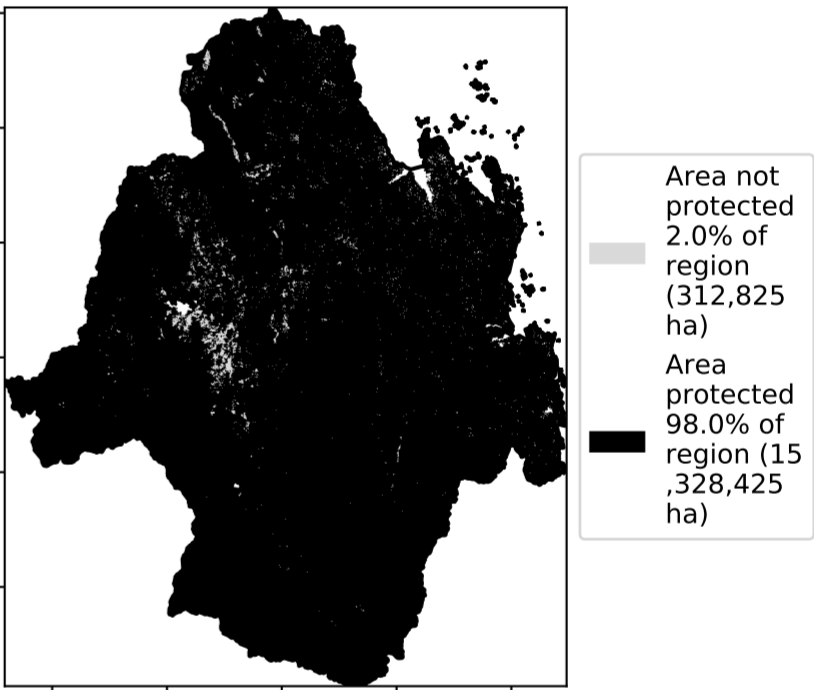 Area not
protected
2.0% of
region
(312,825
ha)
Area
protected
98.0% of
region (15
,328,425
ha)